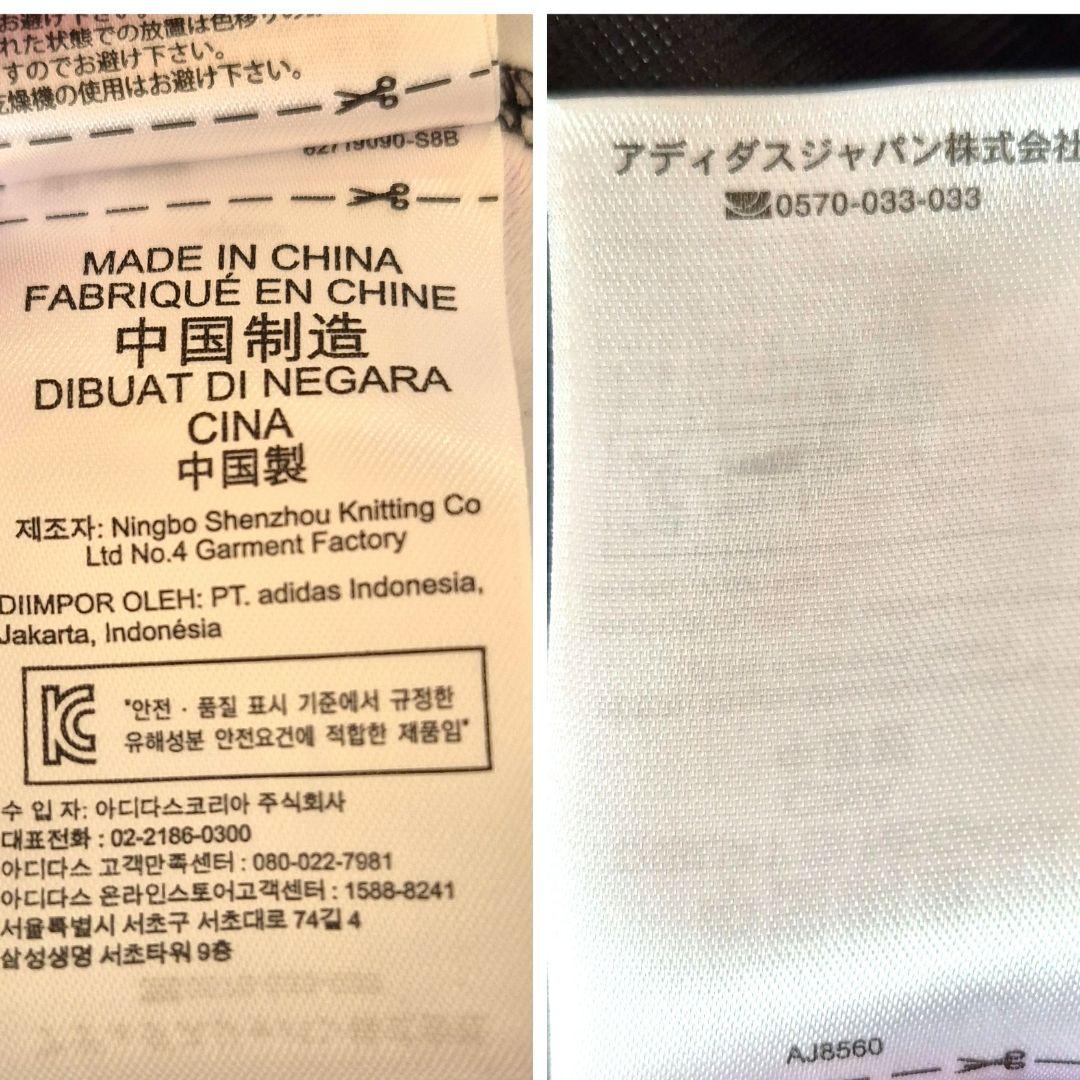 お避け下さい。
れた状態での放置は色移りの
すのでお避け下さい。
乾燥機の使用はお避け下さい。
62719090-S8B
MADE IN CHINA
FABRIQUÉ EN CHINE
中国制造
DIBUAT DI NEGARA
CINA
中国製
제조자: Ningbo Shenzhou Knitting Co
Ltd No.4 Garment Factory
DIIMPOR OLEH: PT. adidas Indonesia,
Jakarta, Indonésia
"안전 · 품질 표시 기준에서 규정한
유해성분 안전요건에 적합한 제품임"
수 입 자: 아디다스코리아 주식회사
대표전화 : 02-2186-0300
아디다스 고객만족센터 : 080-022-7981
아디다스 온라인스토어고객센터 : 1588-8241
서울특별시 서초구 서초대로 74길 4
삼성생명 서초타워 9층
アディダスジャパン株式会社
0570-033-033
AJ8560